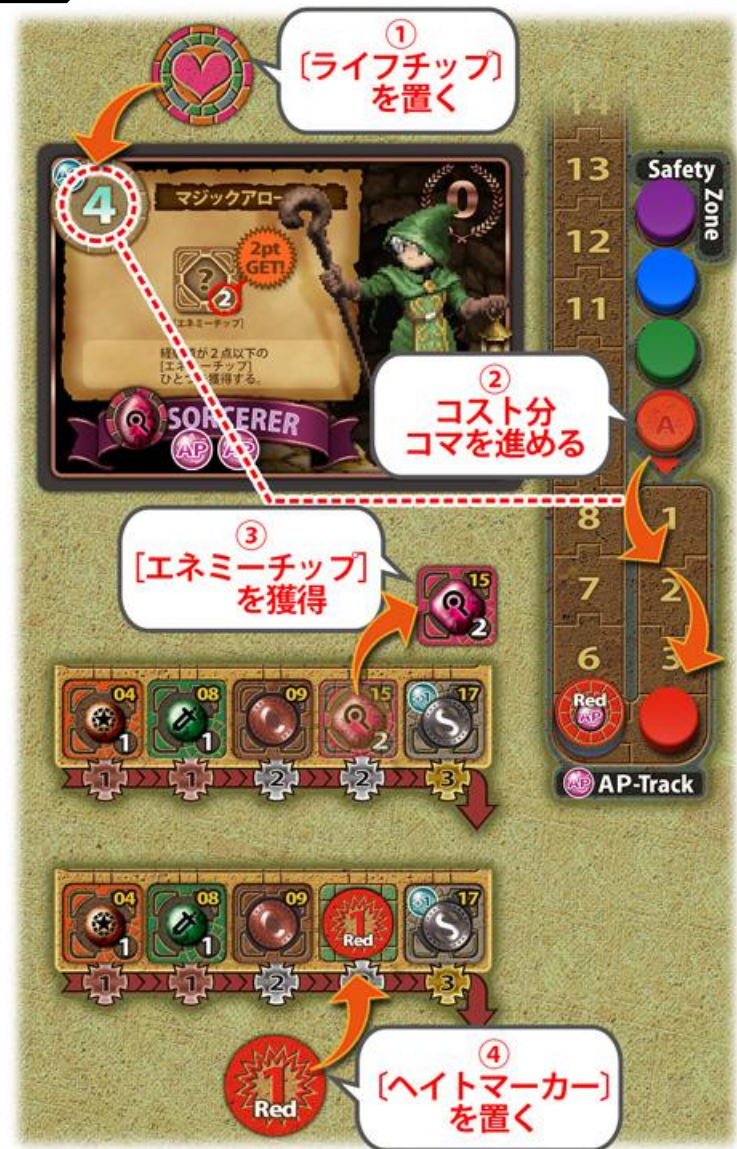 ①
〔ライフチップ〕
を置く
4
マジックアロー
0
2pt
GET!
?
2
[エネミーチップ]
経験点が２点以下の
[エネミーチップ]
ひとつを獲得する。
SORCERER
AP AP
②
コスト分
コマを進める
13
12
11
Safety
Zone
A
8 1
7 2
6 3
Red
AP
AP AP-Track
③
[エネミーチップ]
を獲得
15
2
04 08 09 15 17
1 1 2
1 1 2 2 3
04 08 09 17
1 1
1
Red
1 1 2 3
1
Red
④
〔ヘイトマーカー〕
を置く